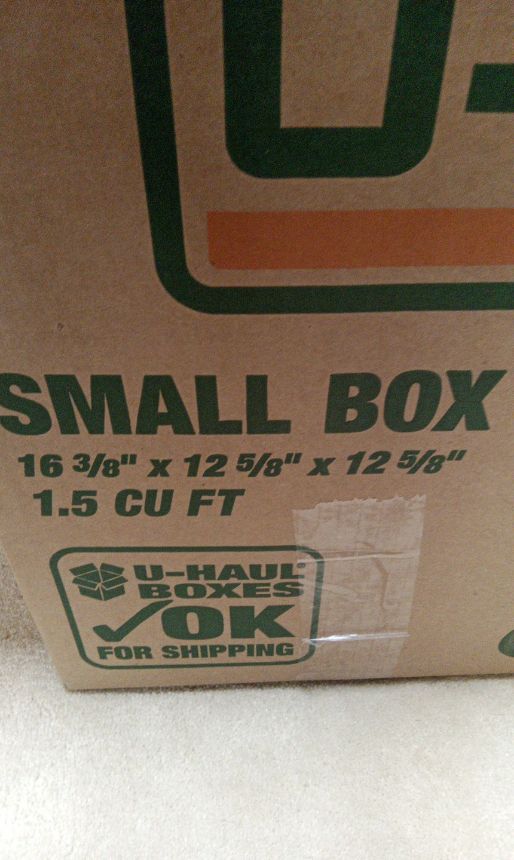 U-
SMALL BOX
16 3/8" x 12 5/8" x 12 5/8"
1.5 CU FT
U-HAUL
BOXES
✓OK
FOR SHIPPING